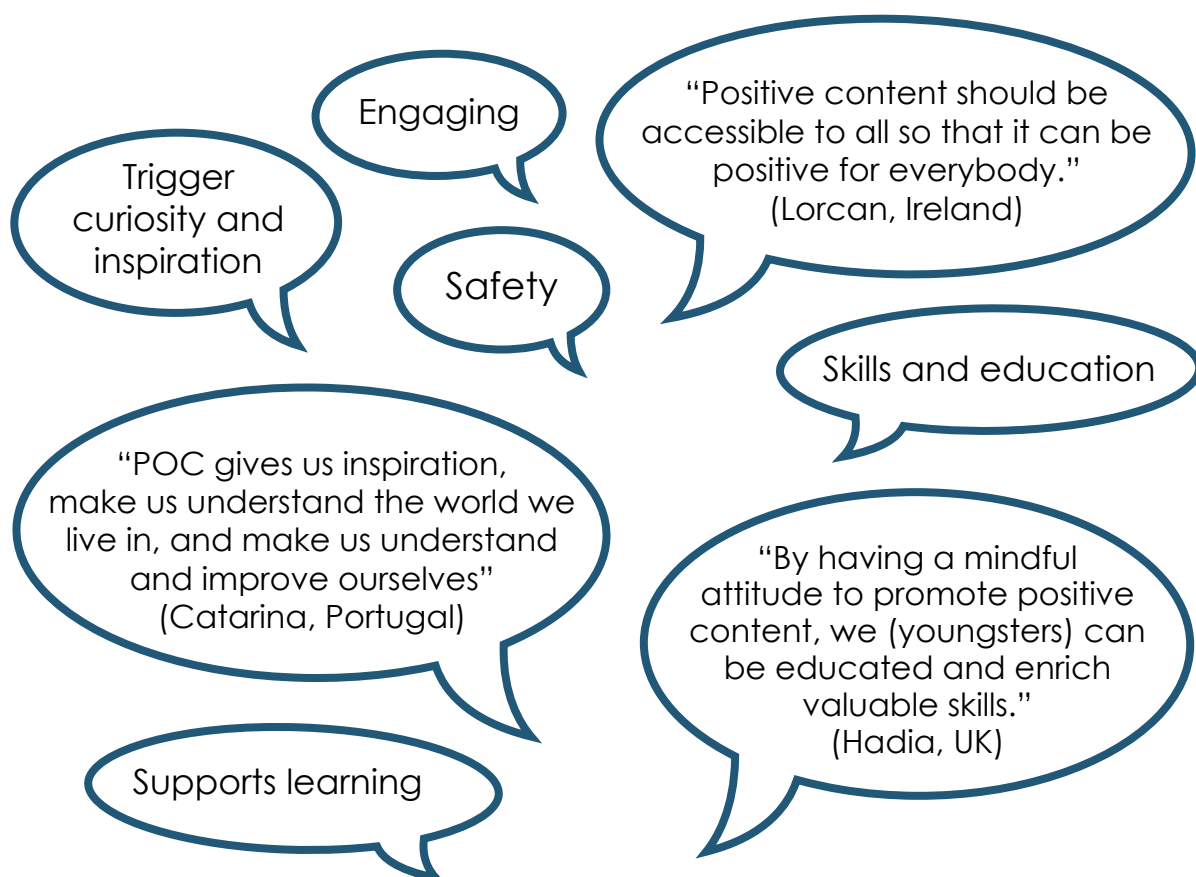 Engaging
“Positive content should be
accessible to all so that it can be
positive for everybody.”
(Lorcan, Ireland)
Trigger
curiosity and
inspiration
Safety
Skills and education
“POC gives us inspiration,
make us understand the world we
live in, and make us understand
and improve ourselves”
(Catarina, Portugal)
“By having a mindful
attitude to promote positive
content, we (youngsters) can
be educated and enrich
valuable skills.”
(Hadia, UK)
Supports learning